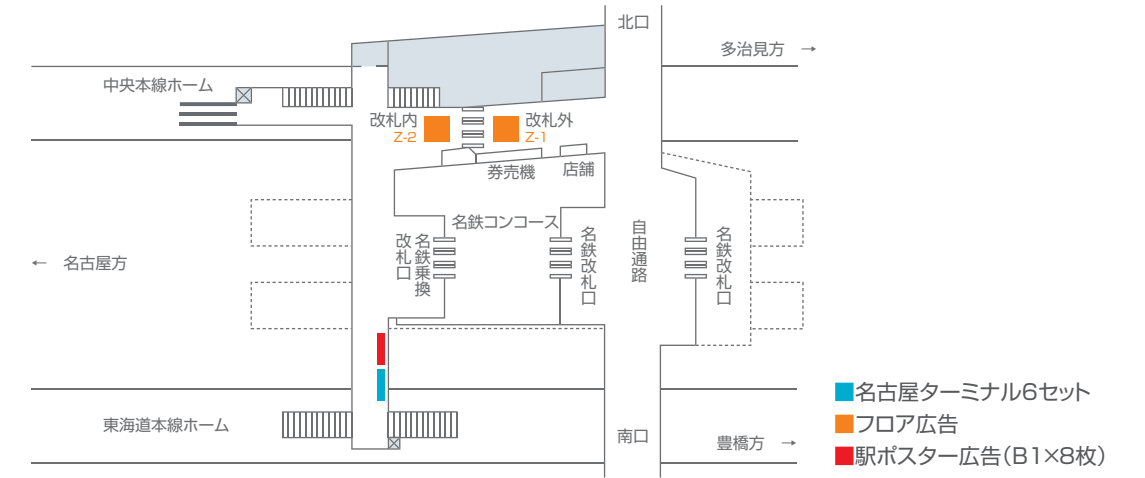 北口
多治見方 →
中央本線ホーム
改札内
Z-2
改札外
Z-1
券売機
店舗
名鉄コンコース
名鉄乗換
改札口
名鉄改札口
自由通路
名鉄改札口
← 名古屋方
東海道本線ホーム
南口
豊橋方 →
■名古屋ターミナル6セット
■フロア広告
■駅ポスター広告(B1×8枚)